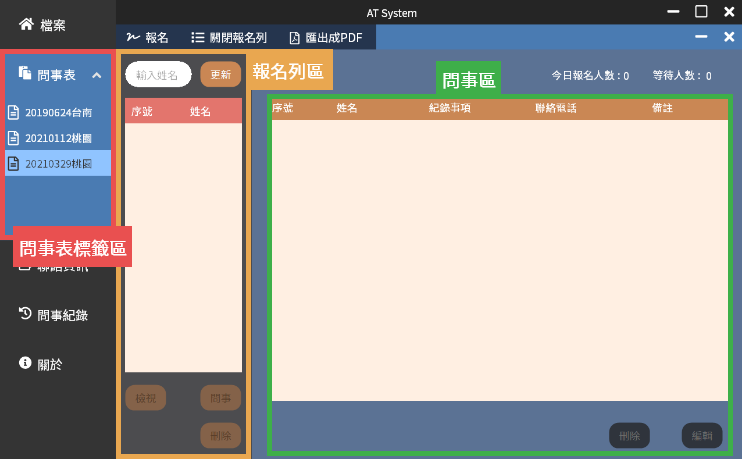 AT System
檔案
報名
關閉報名列
匯出成PDF
問事表
輸入姓名
更新
報名列區
問事區
今日報名人數 : 0
等待人數 : 0
20190624台南
20210112桃園
20210329桃園
序號
姓名
序號
姓名
紀錄事項
聯絡電話
備註
問事表標籤區
聯絡資訊
問事紀錄
關於
檢視
問事
刪除
刪除
編輯